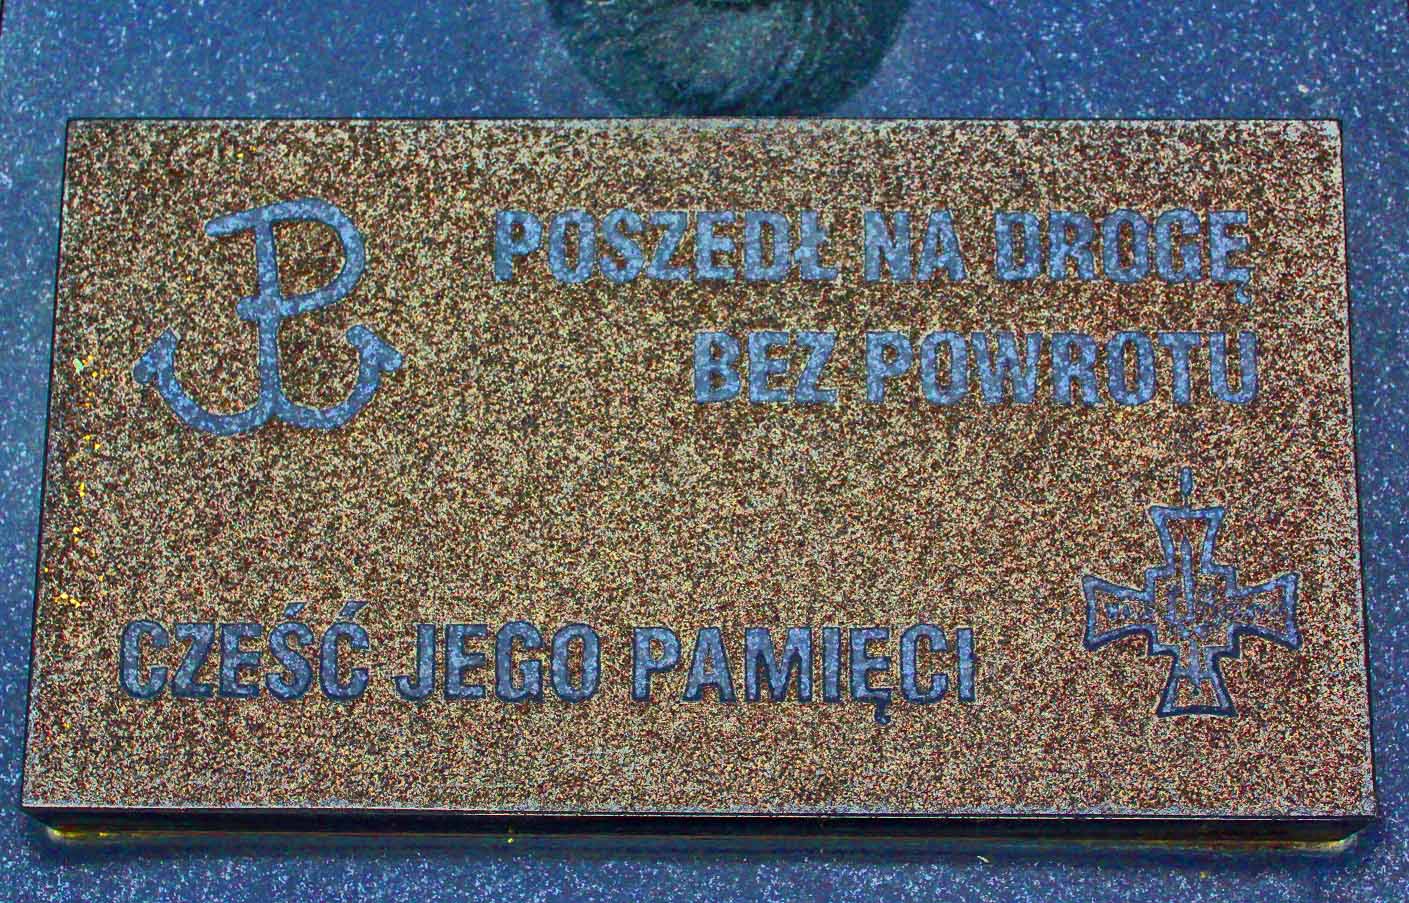 POSZEDŁ NA DROGĘ
BEZ POWROTU
CZEŚĆ JEGO PAMIĘCI